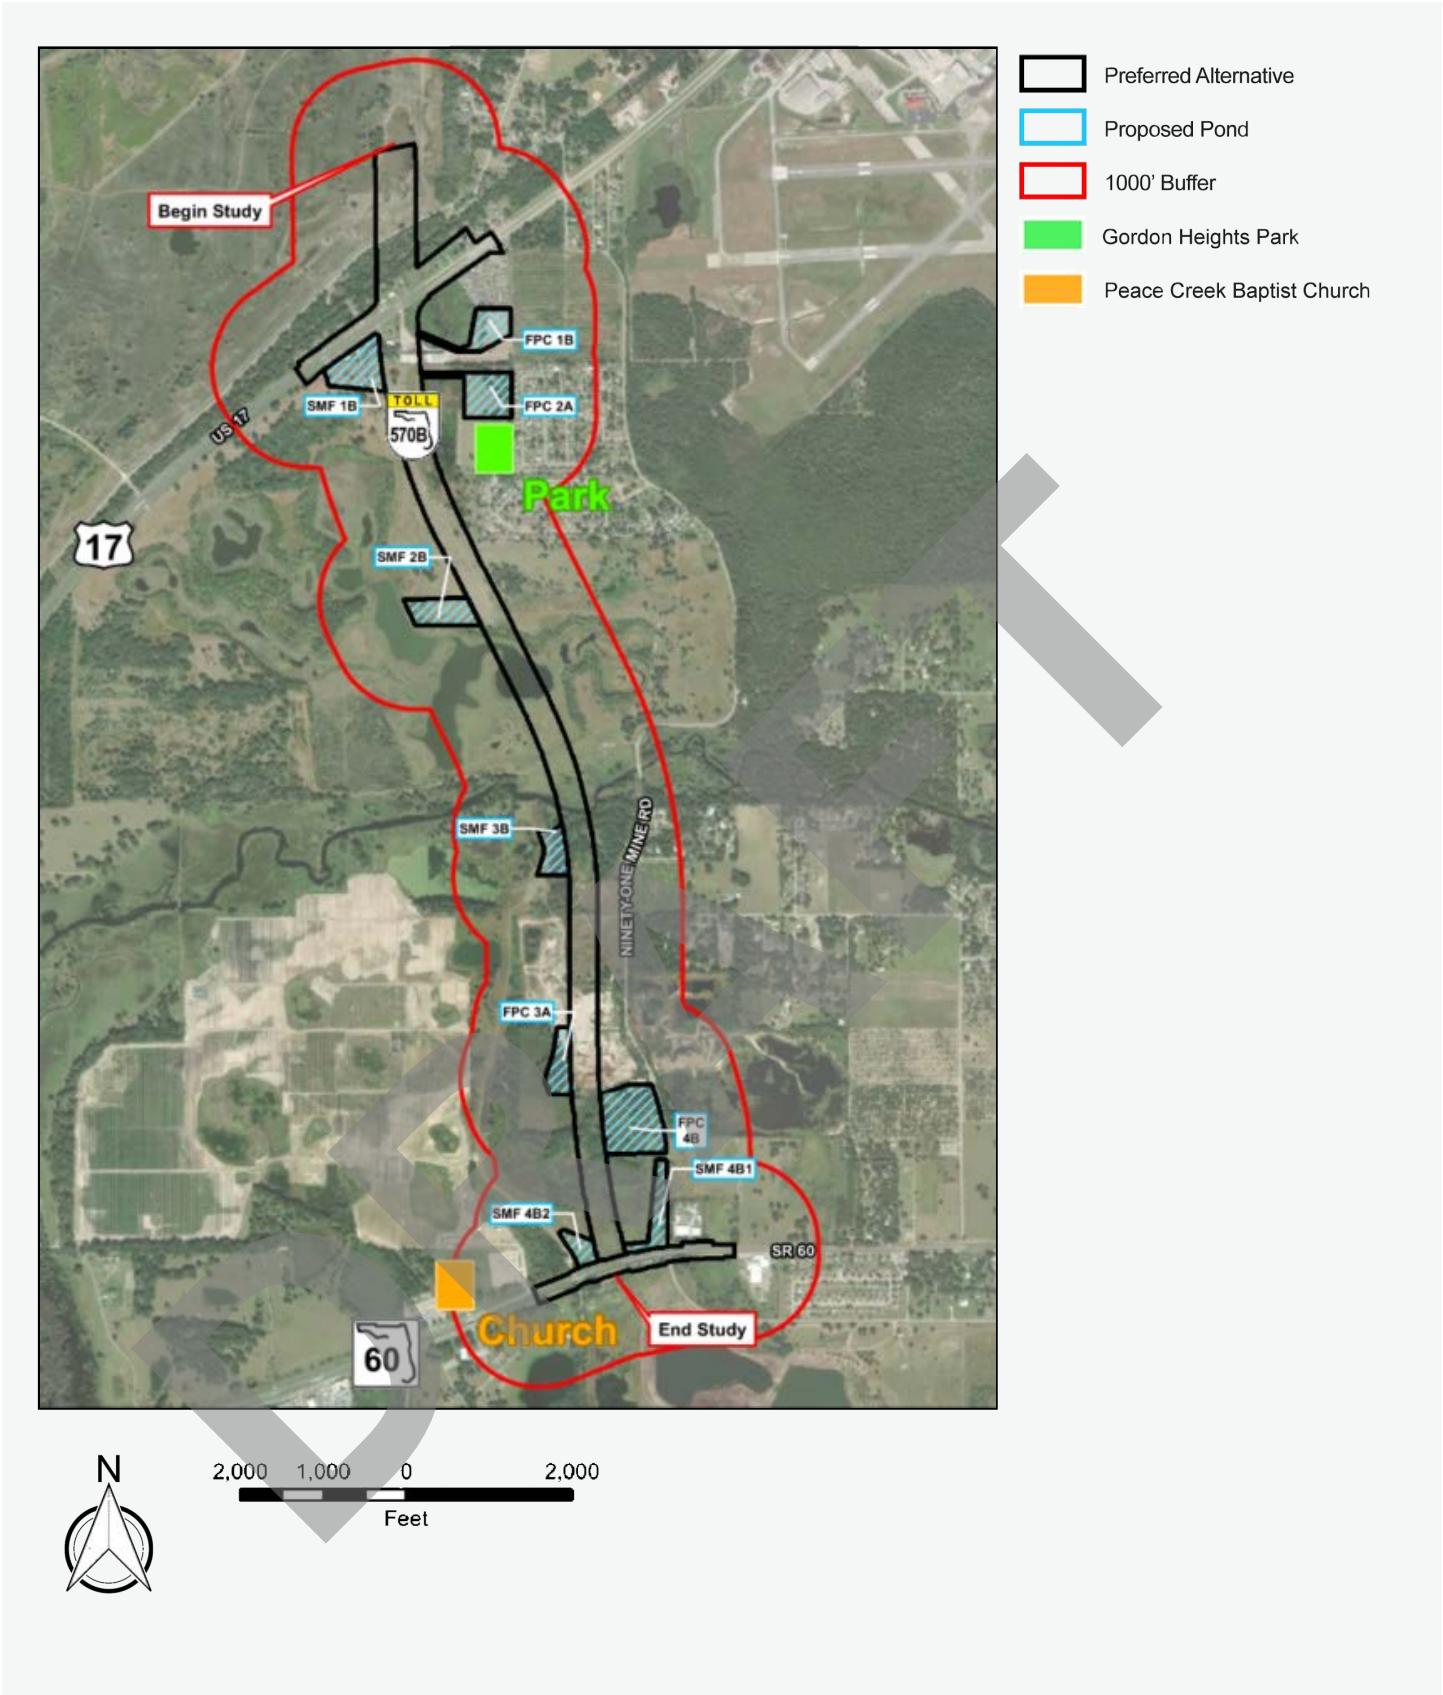 Preferred Alternative
Proposed Pond
1000' Buffer
Gordon Heights Park
Peace Creek Baptist Church
Begin Study
FPC 1B
SMF 1B
TOLL
570B
FPC 2A
US 17
Park
17
SMF 2B
SMF 3B
NINETY-ONE MINE RD
FPC 3A
FPC
4B
SMF 4B1
SMF 4B2
SR 60
Church
End Study
60
N
2,000 1,000 0 2,000
Feet
DRAFT